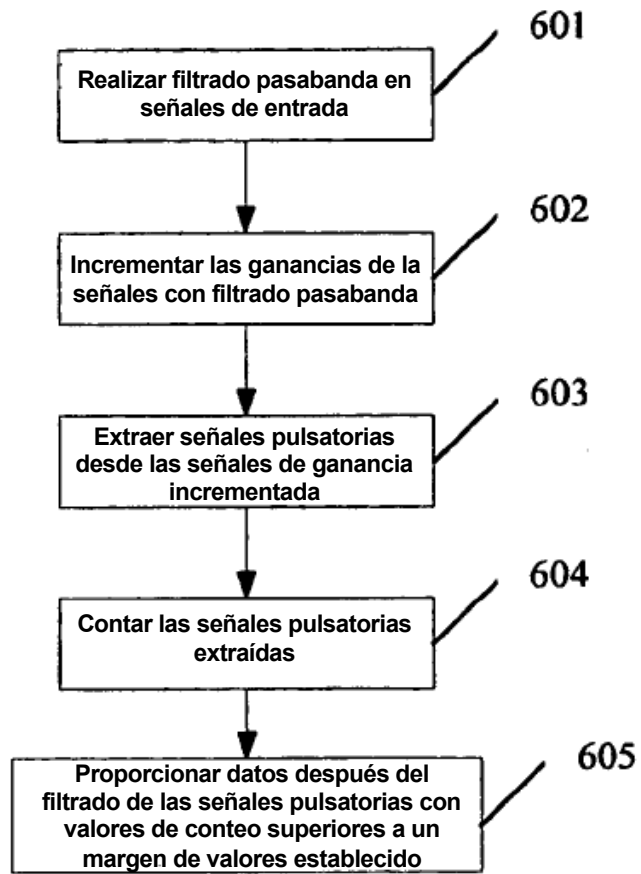 601
Realizar filtrado pasabanda en
señales de entrada
602
Incrementar las ganancias de la
señales con filtrado pasabanda
603
Extraer señales pulsatorias
desde las señales de ganancia
incrementada
604
Contar las señales pulsatorias
extraídas
605
Proporcionar datos después del
filtrado de las señales pulsatorias con
valores de conteo superiores a un
margen de valores establecido